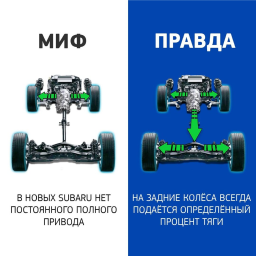 МИФ
ПРАВДА
В НОВЫХ SUBARU НЕТ
ПОСТОЯННОГО ПОЛНОГО
ПРИВОДА
НА ЗАДНИЕ КОЛЁСА ВСЕГДА
ПОДАЁТСЯ ОПРЕДЕЛЁННЫЙ
ПРОЦЕНТ ТЯГИ